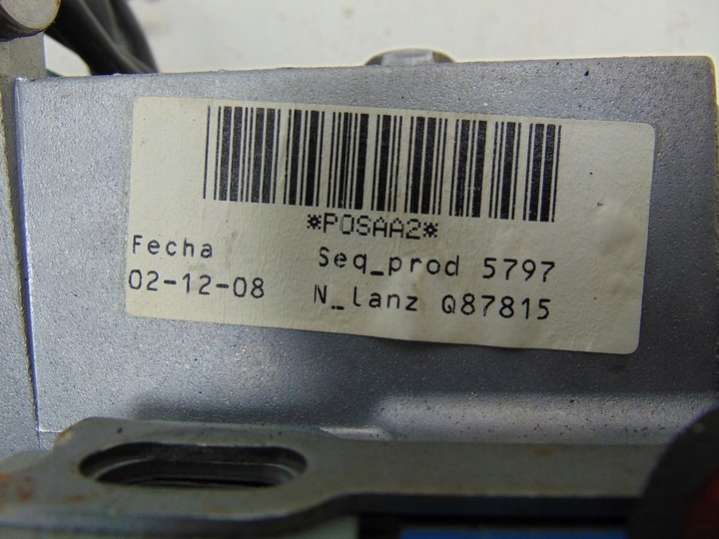 *POSAA2*
Fecha Seq_prod 5797
02-12-08 N_lanz Q87815